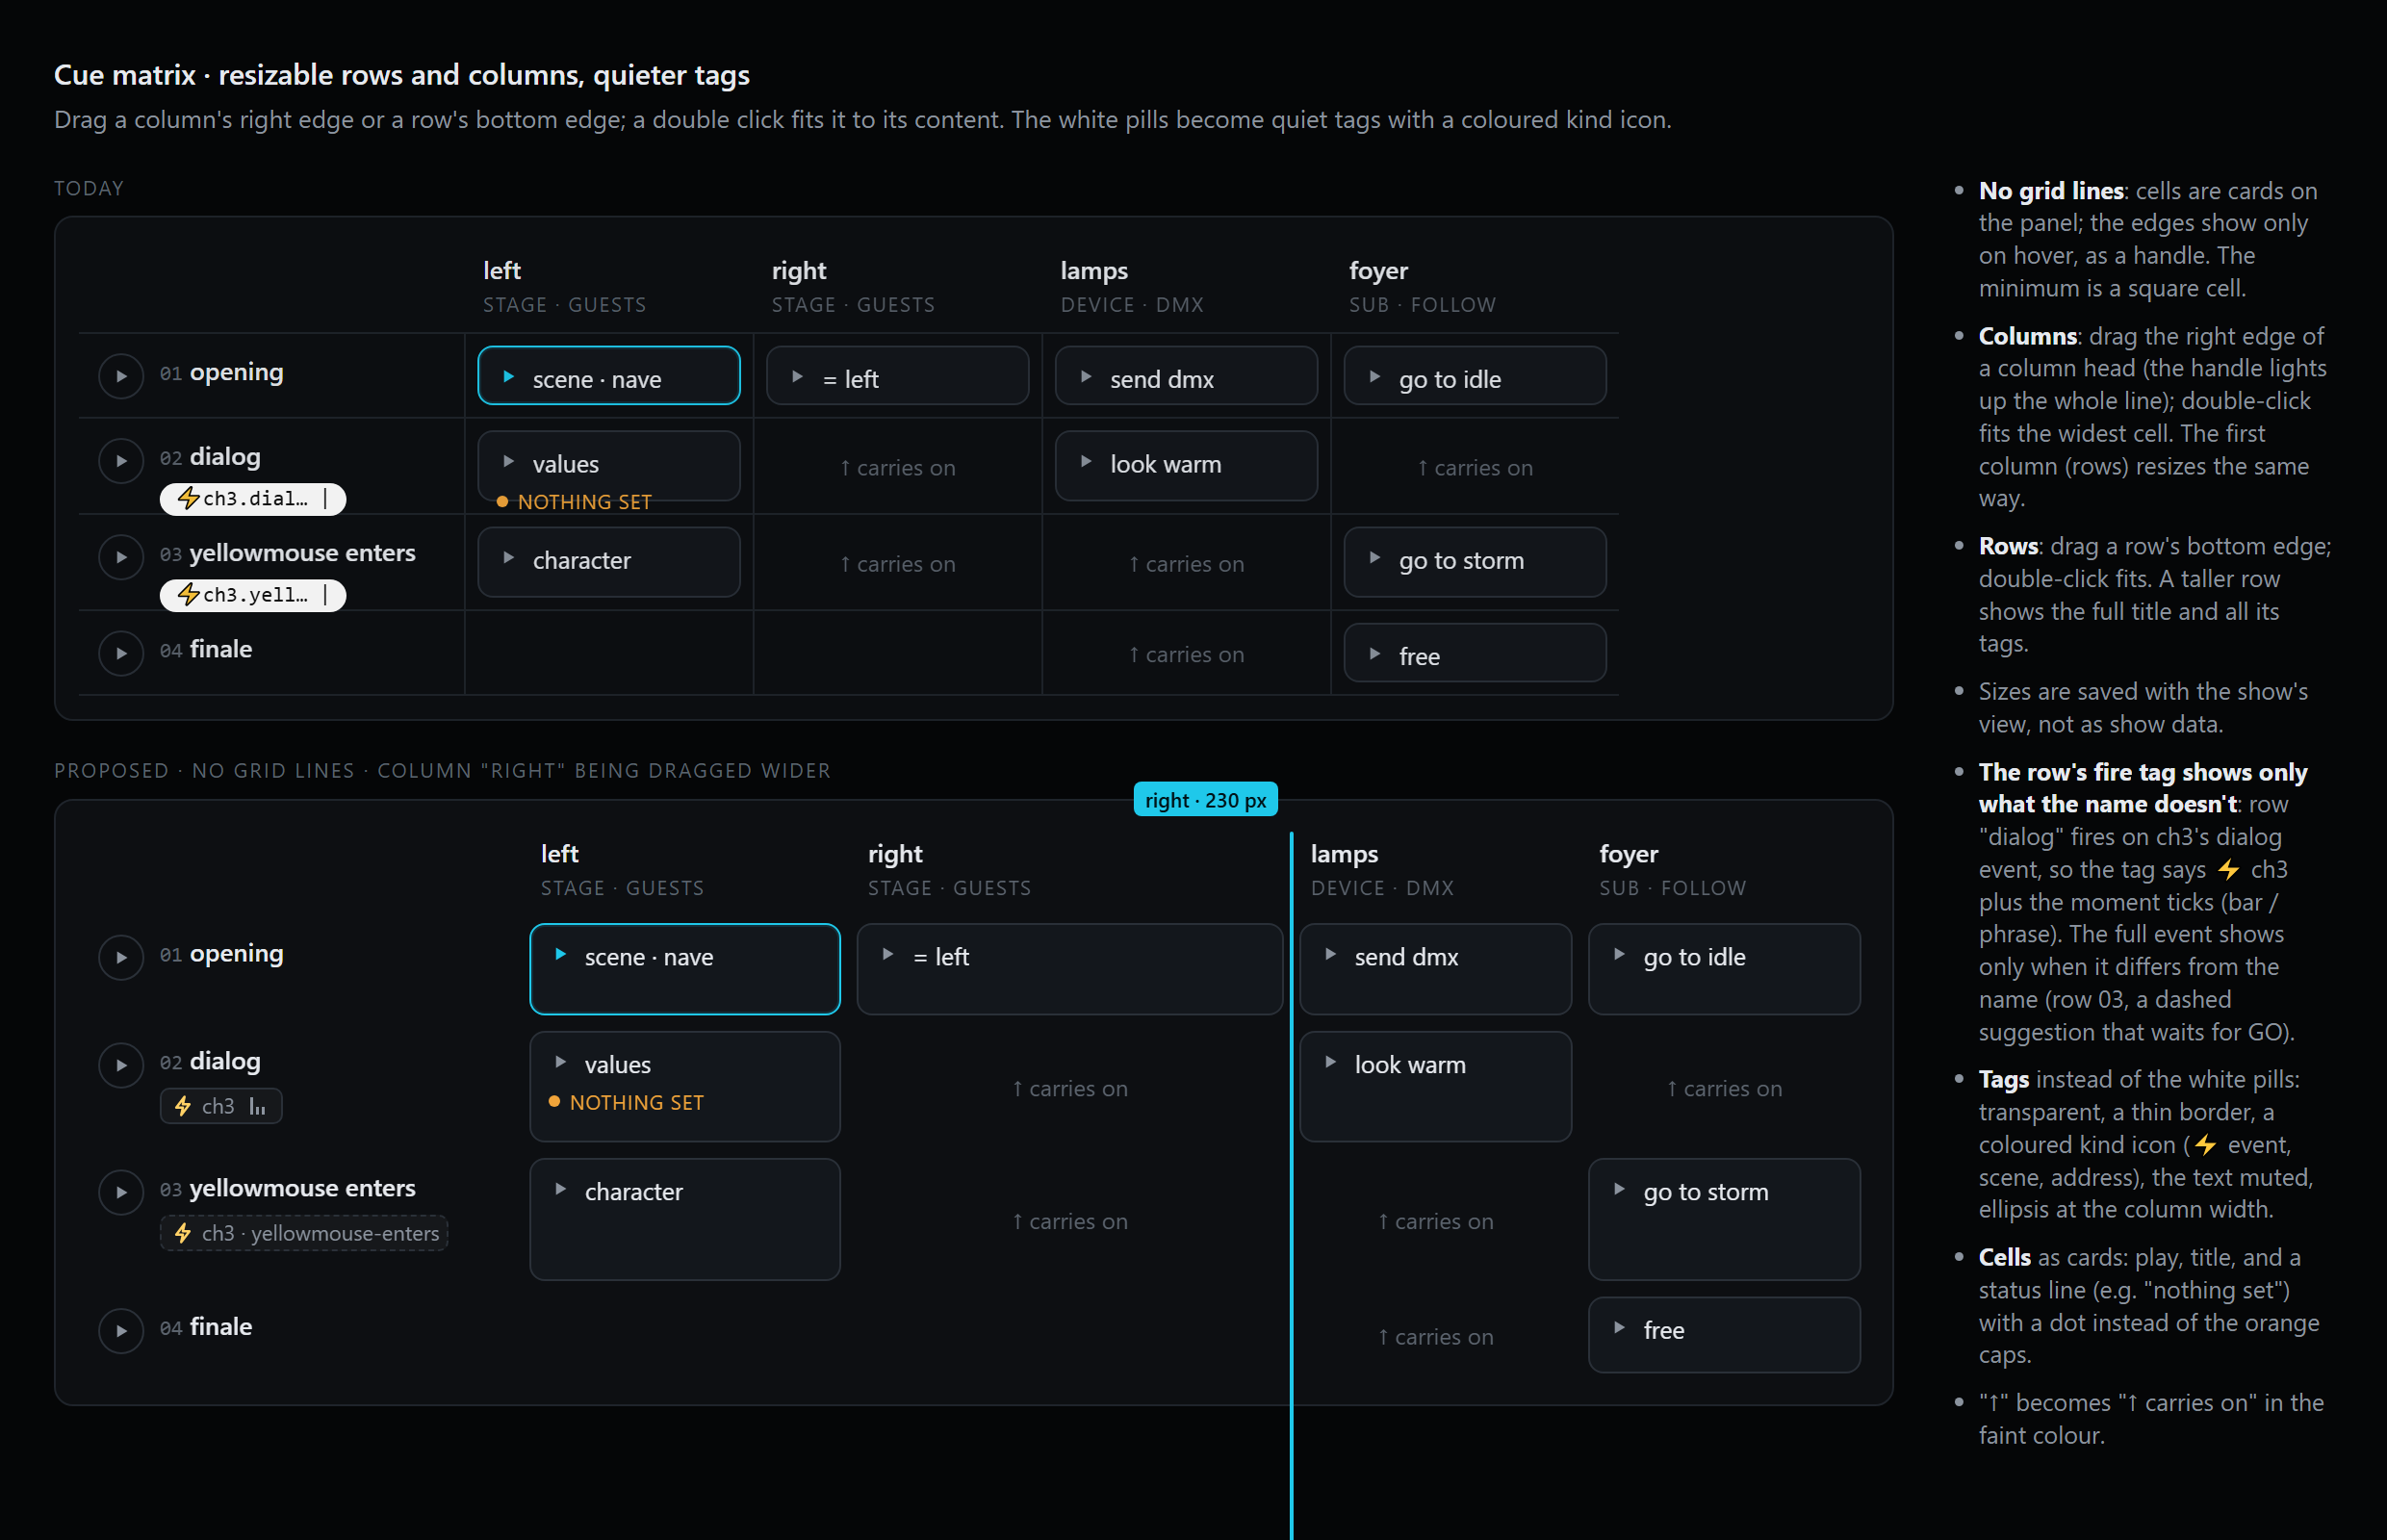 Cue matrix · resizable rows and columns, quieter tags
Drag a column's right edge or a row's bottom edge; a double click fits it to its content. The white pills become quiet tags with a coloured kind icon.
TODAY
left
STAGE · GUESTS
right
STAGE · GUESTS
lamps
DEVICE · DMX
foyer
SUB · FOLLOW
01 opening
scene · nave
= left
send dmx
go to idle
02 dialog
⚡ch3.dial… |
values
NOTHING SET
↑ carries on
look warm
↑ carries on
03 yellowmouse enters
⚡ch3.yell… |
character
↑ carries on
↑ carries on
go to storm
04 finale
↑ carries on
free
PROPOSED · NO GRID LINES · COLUMN "RIGHT" BEING DRAGGED WIDER
right · 230 px
left
STAGE · GUESTS
right
STAGE · GUESTS
lamps
DEVICE · DMX
foyer
SUB · FOLLOW
01 opening
scene · nave
= left
send dmx
go to idle
02 dialog
⚡ ch3
values
NOTHING SET
↑ carries on
look warm
↑ carries on
03 yellowmouse enters
⚡ ch3 · yellowmouse-enters
character
↑ carries on
↑ carries on
go to storm
04 finale
↑ carries on
free
No grid lines: cells are cards on
the panel; the edges show only
on hover, as a handle. The
minimum is a square cell.
Columns: drag the right edge of
a column head (the handle lights
up the whole line); double-click
fits the widest cell. The first
column (rows) resizes the same
way.
Rows: drag a row's bottom edge;
double-click fits. A taller row
shows the full title and all its
tags.
Sizes are saved with the show's
view, not as show data.
The row's fire tag shows only
what the name doesn't: row
"dialog" fires on ch3's dialog
event, so the tag says ⚡ ch3
plus the moment ticks (bar /
phrase). The full event shows
only when it differs from the
name (row 03, a dashed
suggestion that waits for GO).
Tags instead of the white pills:
transparent, a thin border, a
coloured kind icon (⚡ event,
scene, address), the text muted,
ellipsis at the column width.
Cells as cards: play, title, and a
status line (e.g. "nothing set")
with a dot instead of the orange
caps.
"↑" becomes "↑ carries on" in the
faint colour.